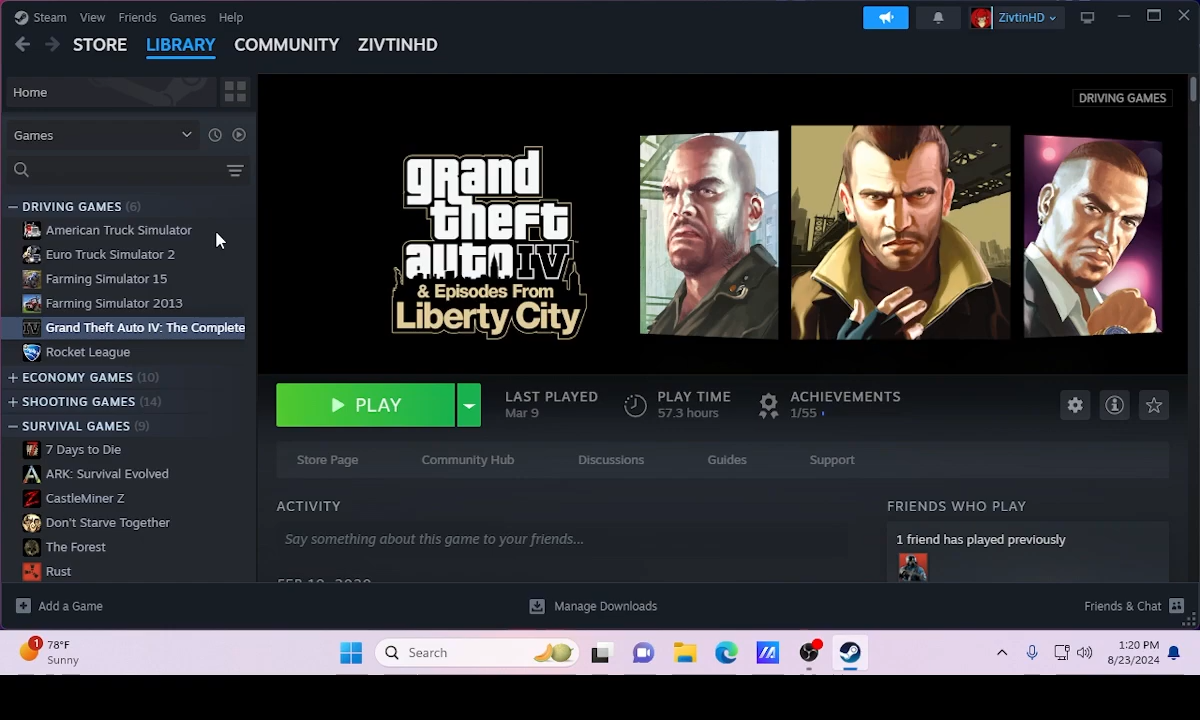 Steam View Friends Games Help
ZivtinHD
STORE LIBRARY COMMUNITY ZIVTINHD
Home
Games
DRIVING GAMES (6)
American Truck Simulator
Euro Truck Simulator 2
Farming Simulator 15
Farming Simulator 2013
Grand Theft Auto IV: The Complete
Rocket League
ECONOMY GAMES (10)
SHOOTING GAMES (14)
SURVIVAL GAMES (9)
7 Days to Die
ARK: Survival Evolved
CastleMiner Z
Don't Starve Together
The Forest
Rust
DRIVING GAMES
grand
theft
auto IV
& Episodes From
Liberty City
PLAY
LAST PLAYED
Mar 9
PLAY TIME
57.3 hours
ACHIEVEMENTS
1/55
Store Page Community Hub Discussions Guides Support
ACTIVITY
Say something about this game to your friends...
FRIENDS WHO PLAY
1 friend has played previously
Add a Game
Manage Downloads
Friends & Chat
1
78°F
Sunny
Search
1:20 PM
8/23/2024